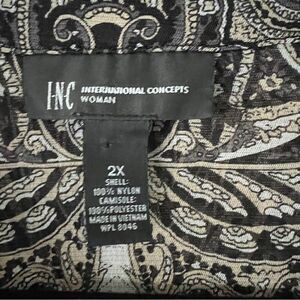 I·N·C INTERNATIONAL CONCEPTS
WOMAN
2X
SHELL:
100% NYLON
CAMISOLE:
100%POLYESTER
MADE IN VIETNAM
WPL 8046